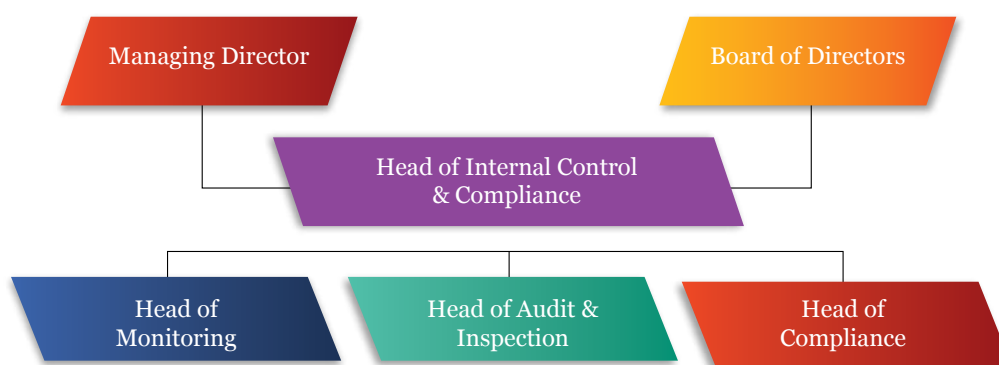 Managing Director
Board of Directors
Head of Internal Control
& Compliance
Head of
Monitoring
Head of Audit &
Inspection
Head of
Compliance